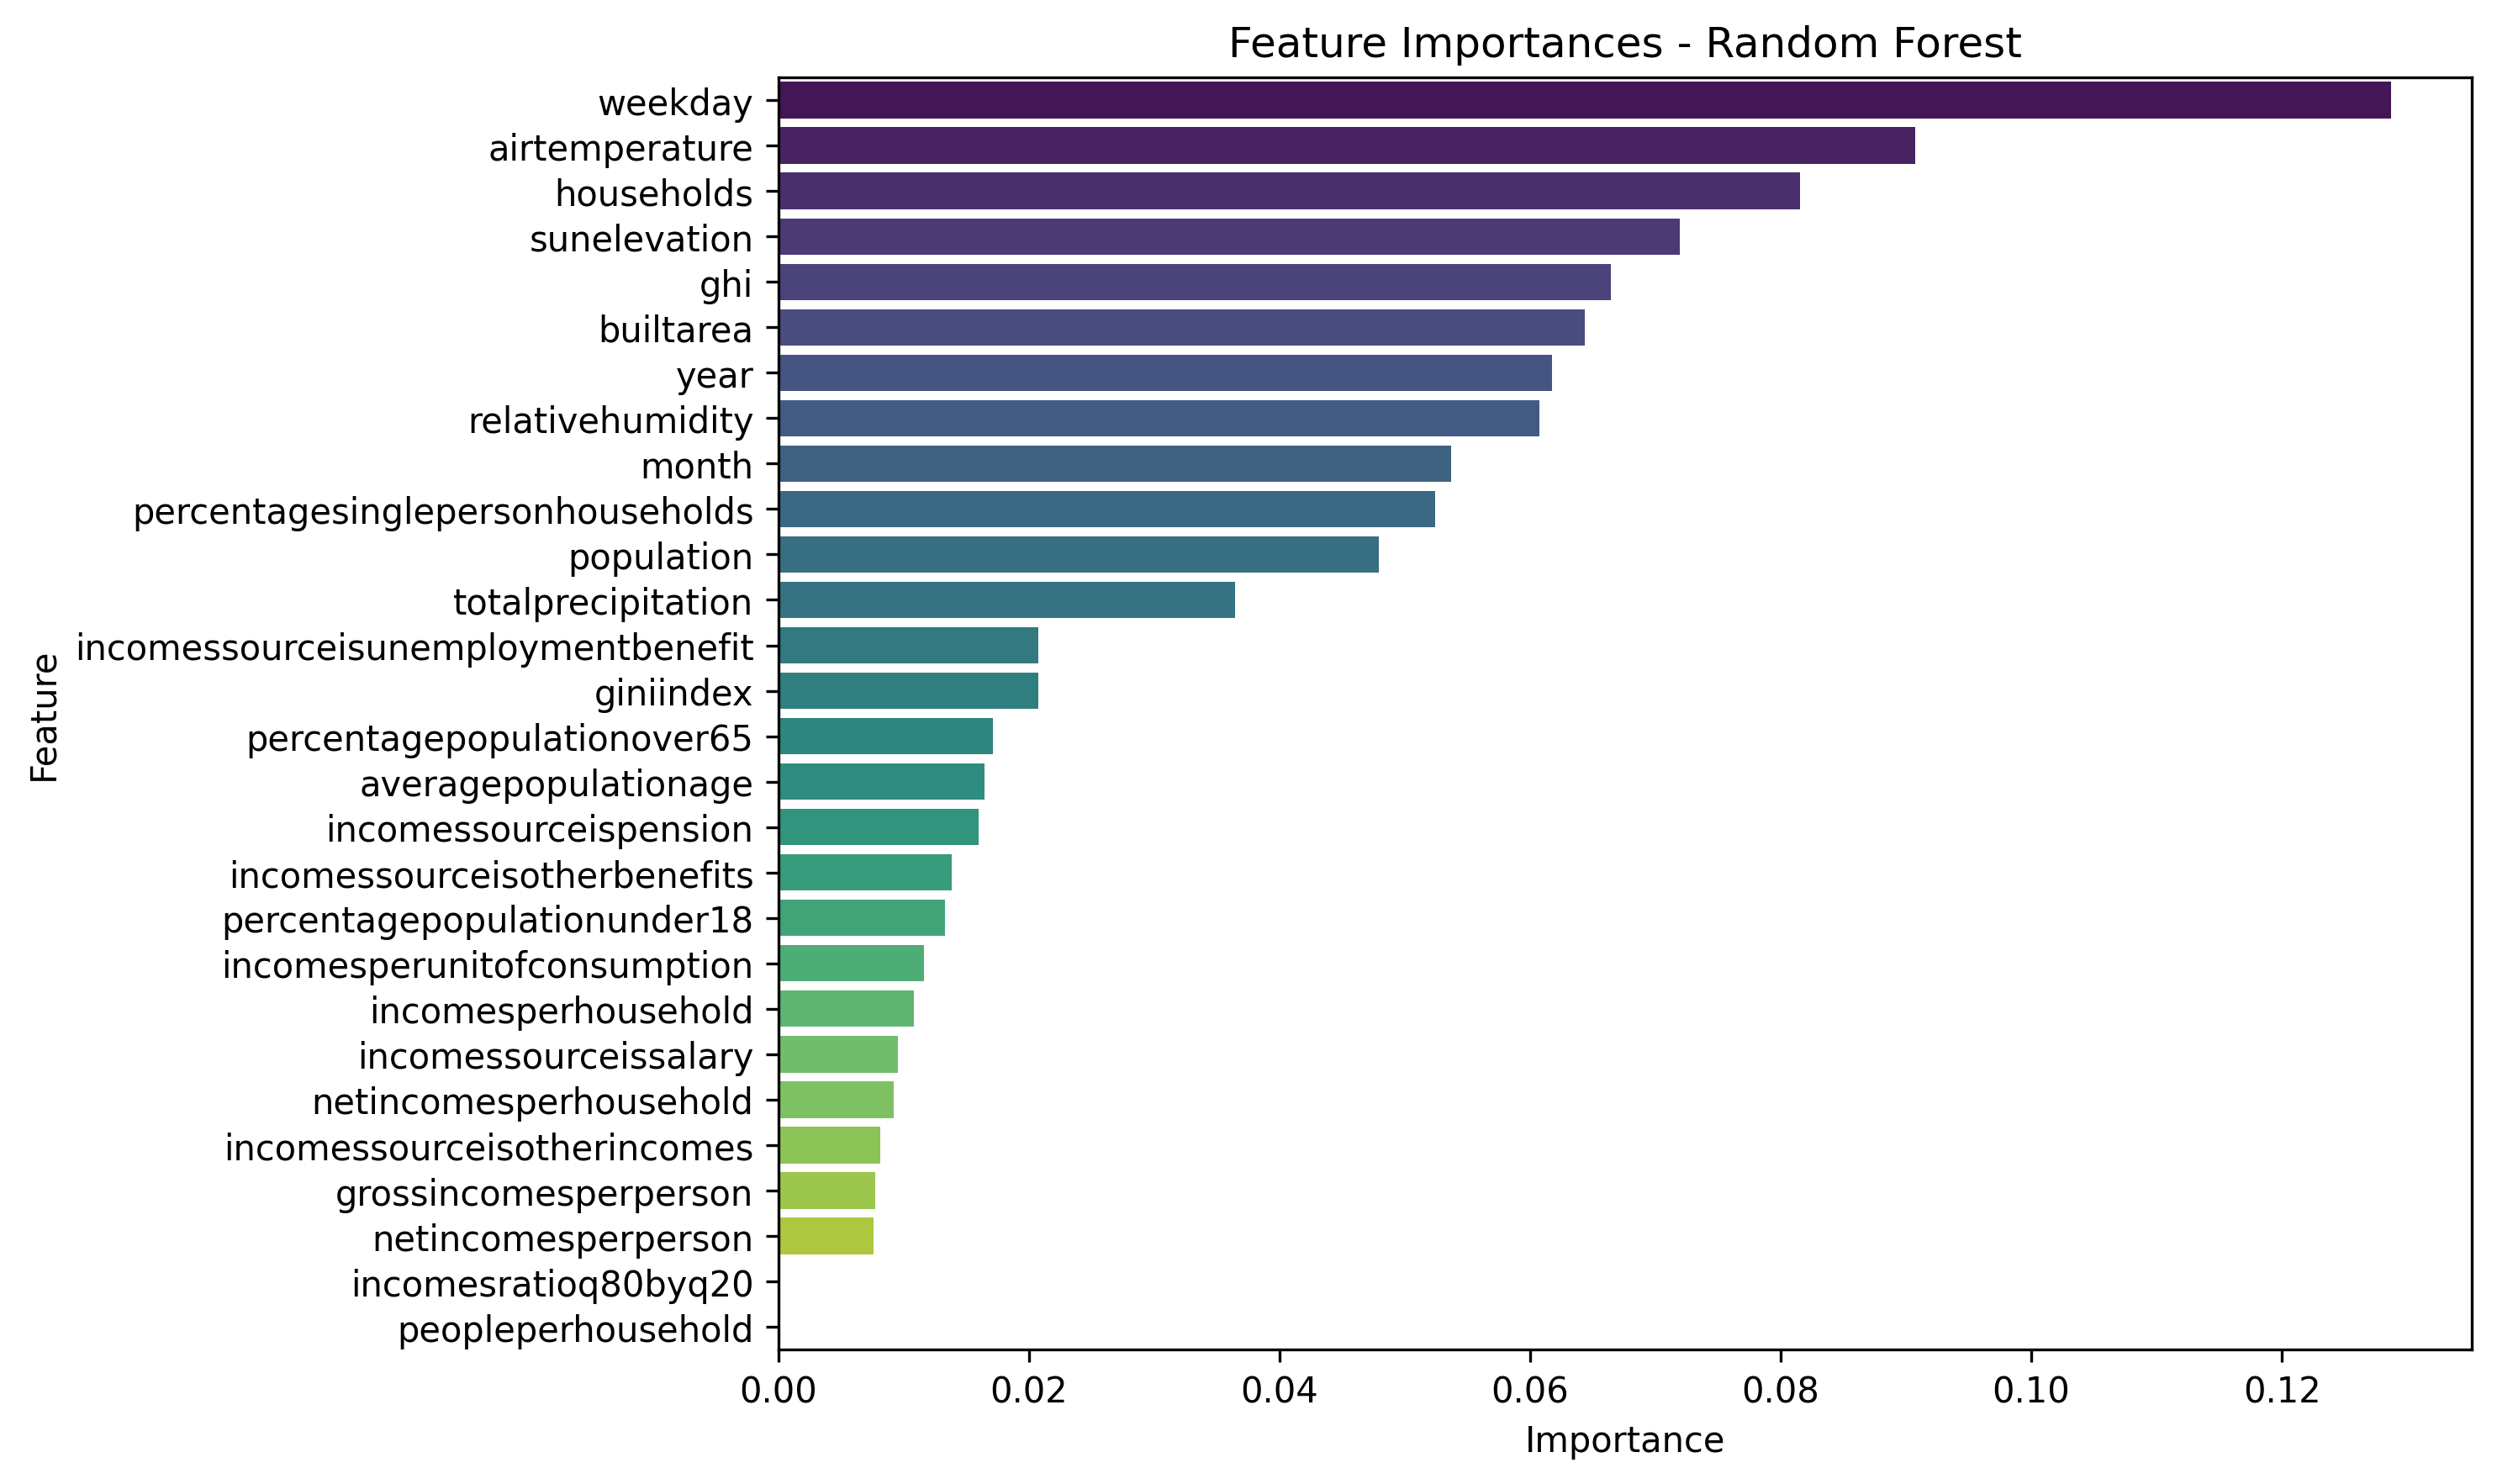 Feature Importances - Random Forest
weekday
airtemperature
households
sunelevation
ghi
builtarea
year
relativehumidity
month
percentagesinglepersonhouseholds
population
totalprecipitation
incomessourceisunemploymentbenefit
giniindex
percentagepopulationover65
averagepopulationage
incomessourceispension
incomessourceisotherbenefits
percentagepopulationunder18
incomesperunitofconsumption
incomesperhousehold
incomessourceissalary
netincomesperhousehold
incomessourceisotherincomes
grossincomesperperson
netincomesperperson
incomesratioq80byq20
peopleperhousehold
Feature
0.00 0.02 0.04 0.06 0.08 0.10 0.12
Importance